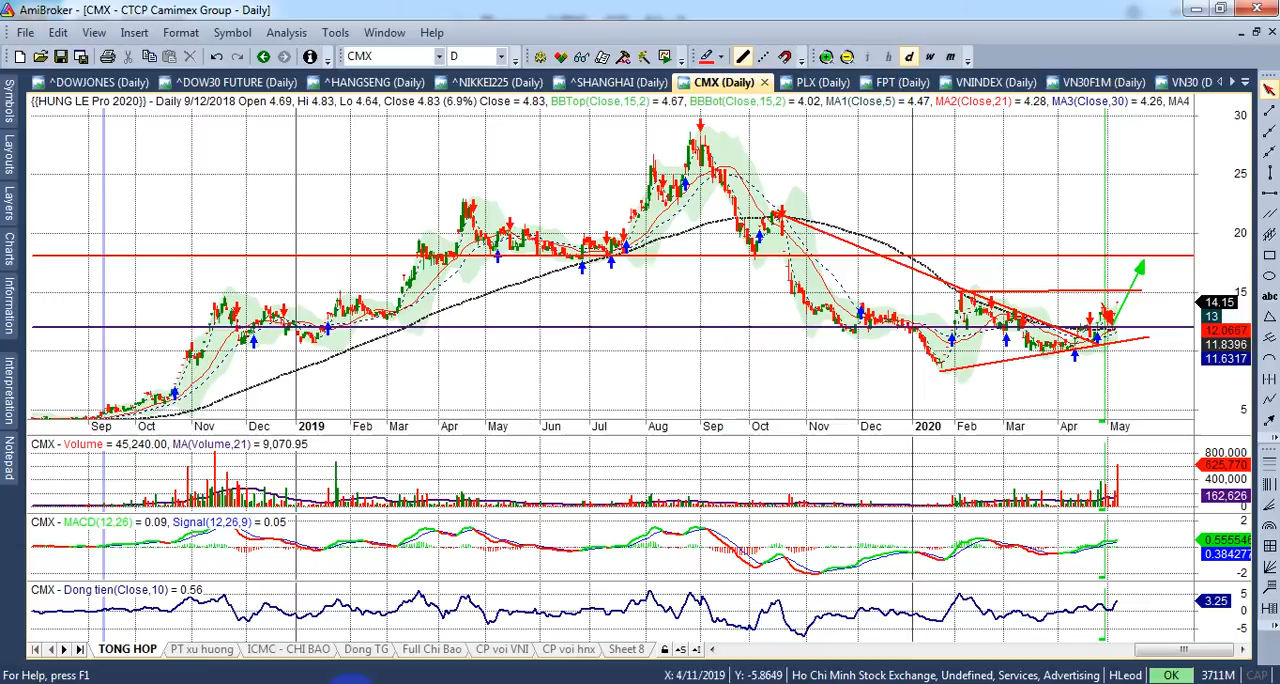 AmiBroker - [CMX - CTCP Camimex Group - Daily]
File Edit View Insert Format Symbol Analysis Tools Window Help
CMX D i h i d w m
^DOWJONES (Daily) ^DOW30 FUTURE (Daily) ^HANGSENG (Daily) ^NIKKEI225 (Daily) ^SHANGHAI (Daily) CMX (Daily) PLX (Daily) FPT (Daily) VNINDEX (Daily) VN30F1M (Daily) VN30 (D
{{HUNG LE Pro 2020}} - Daily 9/12/2018 Open 4.69, Hi 4.83, Lo 4.64, Close 4.83 (6.9%) Close = 4.83, BBTop(Close,15,2) = 4.67, BBBot(Close,15,2) = 4.02, MA1(Close,5) = 4.47, MA2(Close,21) = 4.28, MA3(Close,30) = 4.26, MA4
Symbols
Layouts
Layers
Charts
Information
Interpretation
Notepad
abc
30
25
20
15
14.15
13
12.0667
11.8396
11.6317
5
Sep Oct Nov Dec 2019 Feb Mar Apr May Jun Jul Aug Sep Oct Nov Dec 2020 Feb Mar Apr May
CMX - Volume = 45,240.00, MA(Volume,21) = 9,070.95
800,000
625,770
400,000
162,626
0
CMX - MACD(12,26) = 0.09, Signal(12,26,9) = 0.05
2
0.555546
0.384277
-2
CMX - Dong tien(Close,10) = 0.56
5
3.25
0
-5
TONG HOP PT xu huong ICMC - CHI BAO Dong TG Full Chi Bao CP voi VNI CP voi hnx Sheet 8
For Help, press F1 X: 4/11/2019 Y: -5.8649 Ho Chi Minh Stock Exchange, Undefined, Services, Advertising HLeod OK 3711M CAP